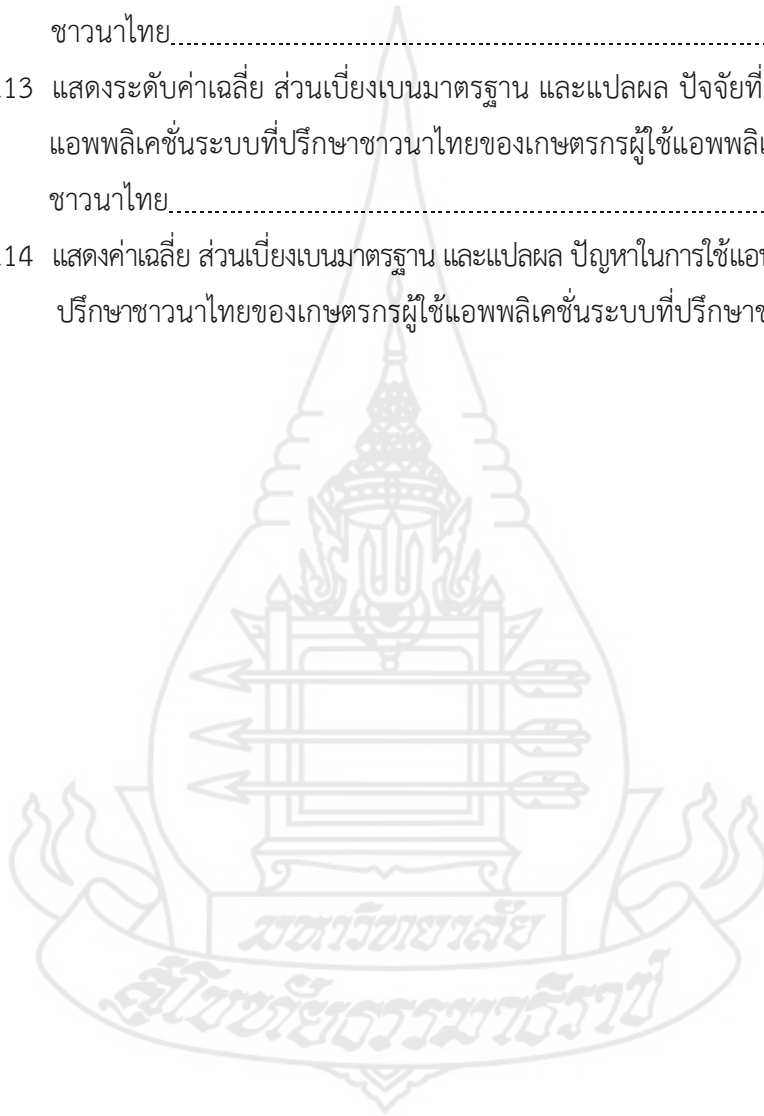 ชาวนาไทย
.13 แสดงระดับค่าเฉลี่ย ส่วนเบี่ยงเบนมาตรฐาน และแปลผล ปัจจัยที่
แอพพลิเคชั่นระบบที่ปรึกษาชาวนาไทยของเกษตรกรผู้ใช้แอพพลิ
ชาวนาไทย
.14 แสดงค่าเฉลี่ย ส่วนเบี่ยงเบนมาตรฐาน และแปลผล ปัญหาในการใช้แอ
ปรึกษาชาวนาไทยของเกษตรกรผู้ใช้แอพพลิเคชั่นระบบที่ปรึกษาช
มหาวิทยาลัย
สุโขทัยธรรมาธิราช